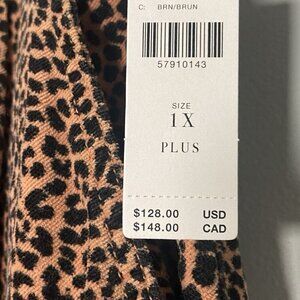 C: BRN/BRUN
57910143
SIZE
1X
PLUS
$128.00 USD
$148.00 CAD